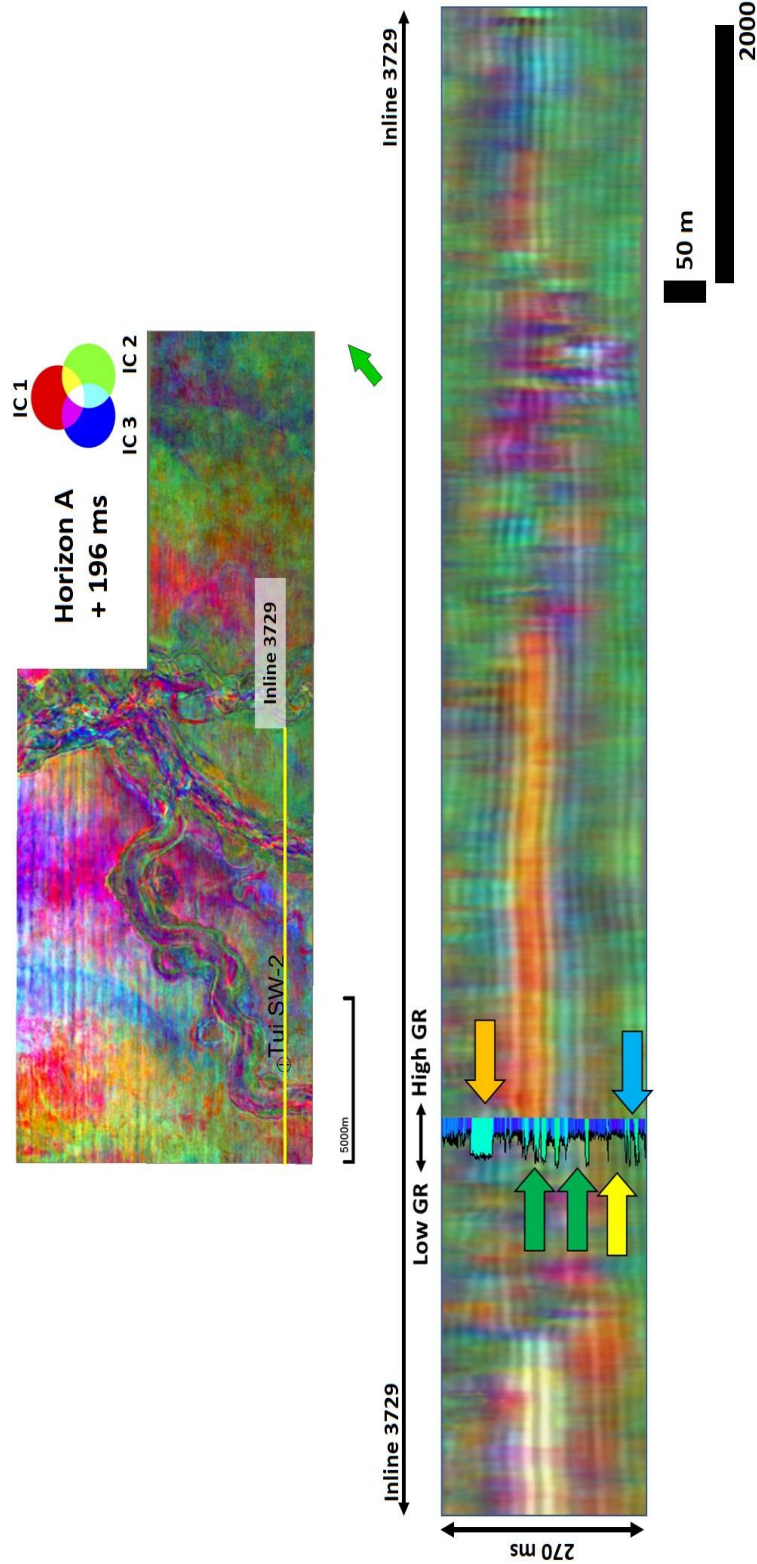 IC 1
IC 3
IC 2
Horizon A
+ 196 ms
Inline 3729
Tui SW-2
5000m
Inline 3729
Inline 3729
Low GR
High GR
270 ms
50 m
2000